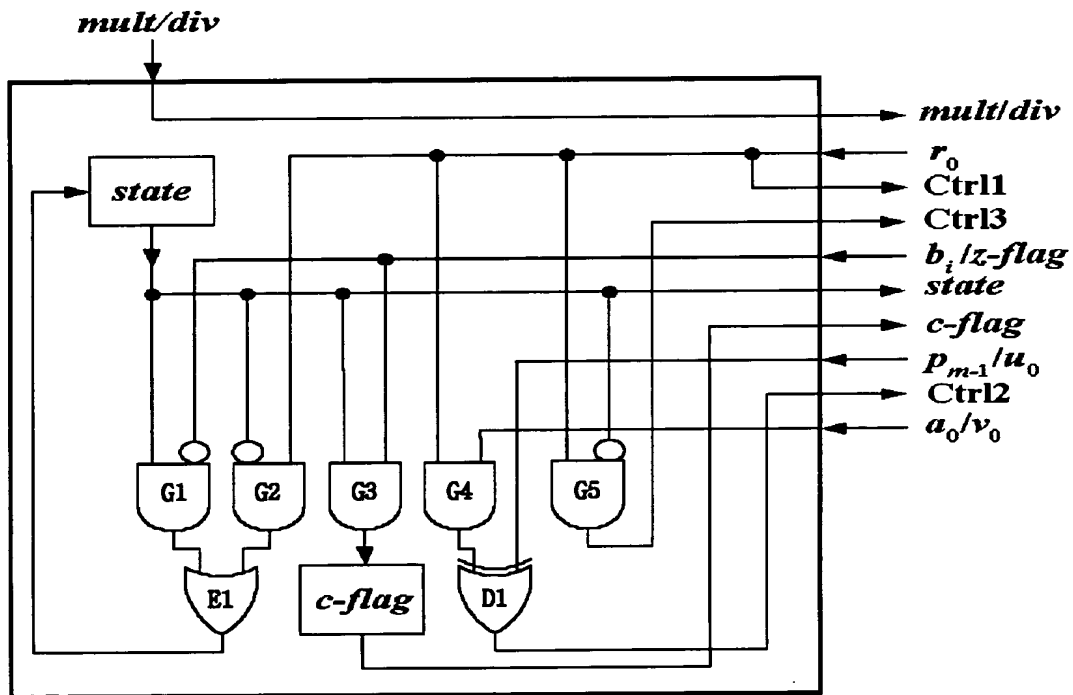 mult/div
mult/div
r₀
Ctrl1
state
Ctrl3
bᵢ/z-flag
state
c-flag
pₘ₋₁/u₀
Ctrl2
a₀/v₀
G1
G2
G3
G4
G5
E1
c-flag
D1